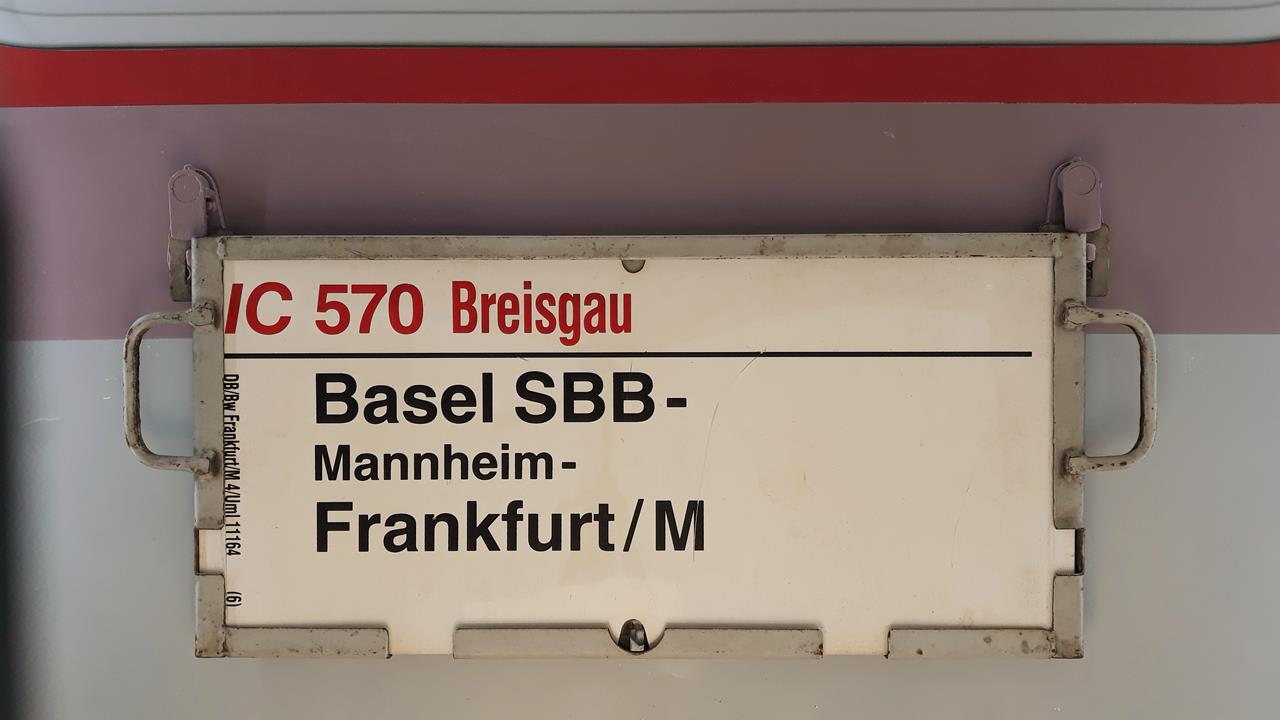 IC 570 Breisgau
Basel SBB-
Mannheim-
Frankfurt/M
DB/Bw Frankfurt/M 4/Uml 11164 (6)